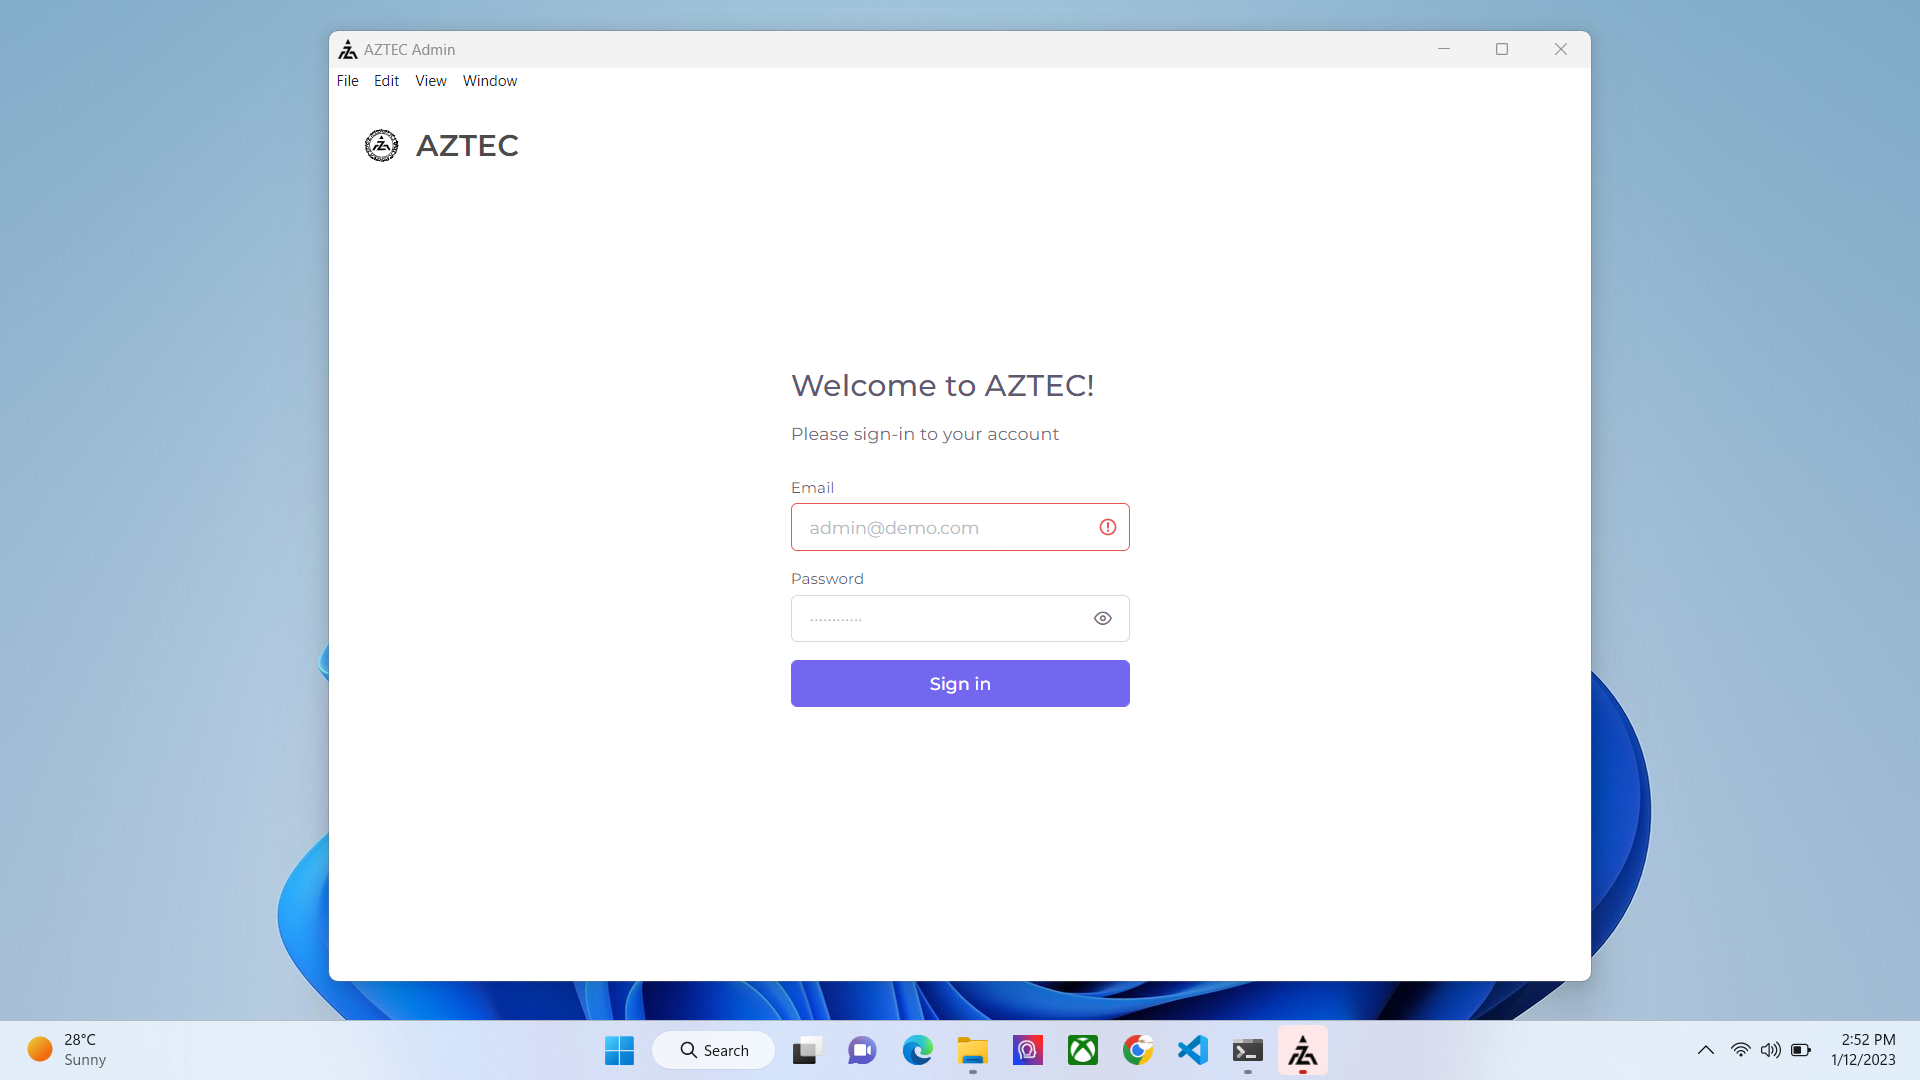 AZTEC Admin
File Edit View Window
AZTEC
Welcome to AZTEC!
Please sign-in to your account
Email
admin@demo.com
Password
············
Sign in
28°C
Sunny
Search
2:52 PM
1/12/2023